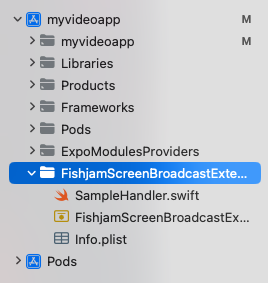 myvideoapp M
myvideoapp M
Libraries
Products
Frameworks
Pods
ExpoModulesProviders
FishjamScreenBroadcastExte...
SampleHandler.swift
FishjamScreenBroadcastEx...
Info.plist
Pods